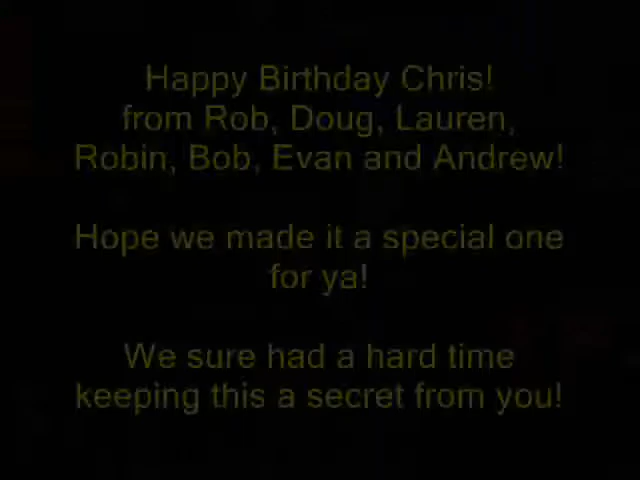 Happy Birthday Chris!
from Rob, Doug, Lauren,
Robin, Bob, Evan and Andrew!
Hope we made it a special one
for ya!
We sure had a hard time
keeping this a secret from you!